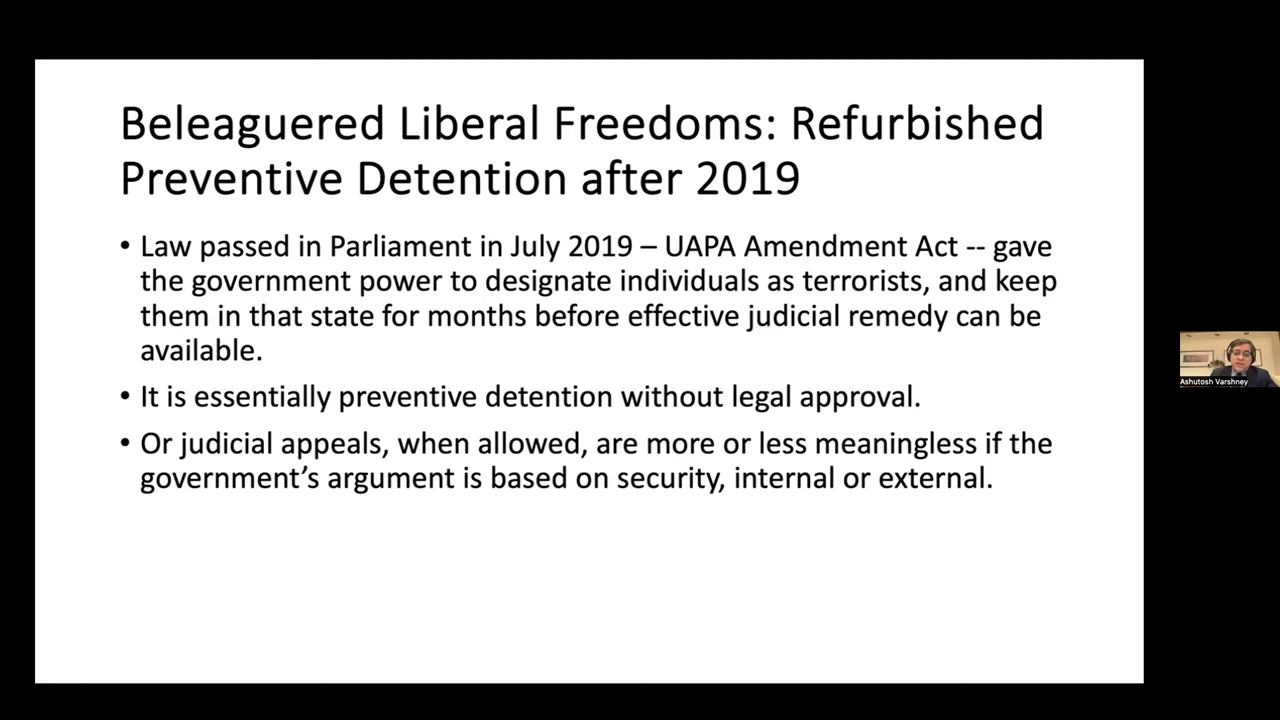 Beleaguered Liberal Freedoms: Refurbished
Preventive Detention after 2019
• Law passed in Parliament in July 2019 – UAPA Amendment Act -- gave
the government power to designate individuals as terrorists, and keep
them in that state for months before effective judicial remedy can be
available.
• It is essentially preventive detention without legal approval.
• Or judicial appeals, when allowed, are more or less meaningless if the
government’s argument is based on security, internal or external.
Ashutosh Varshney